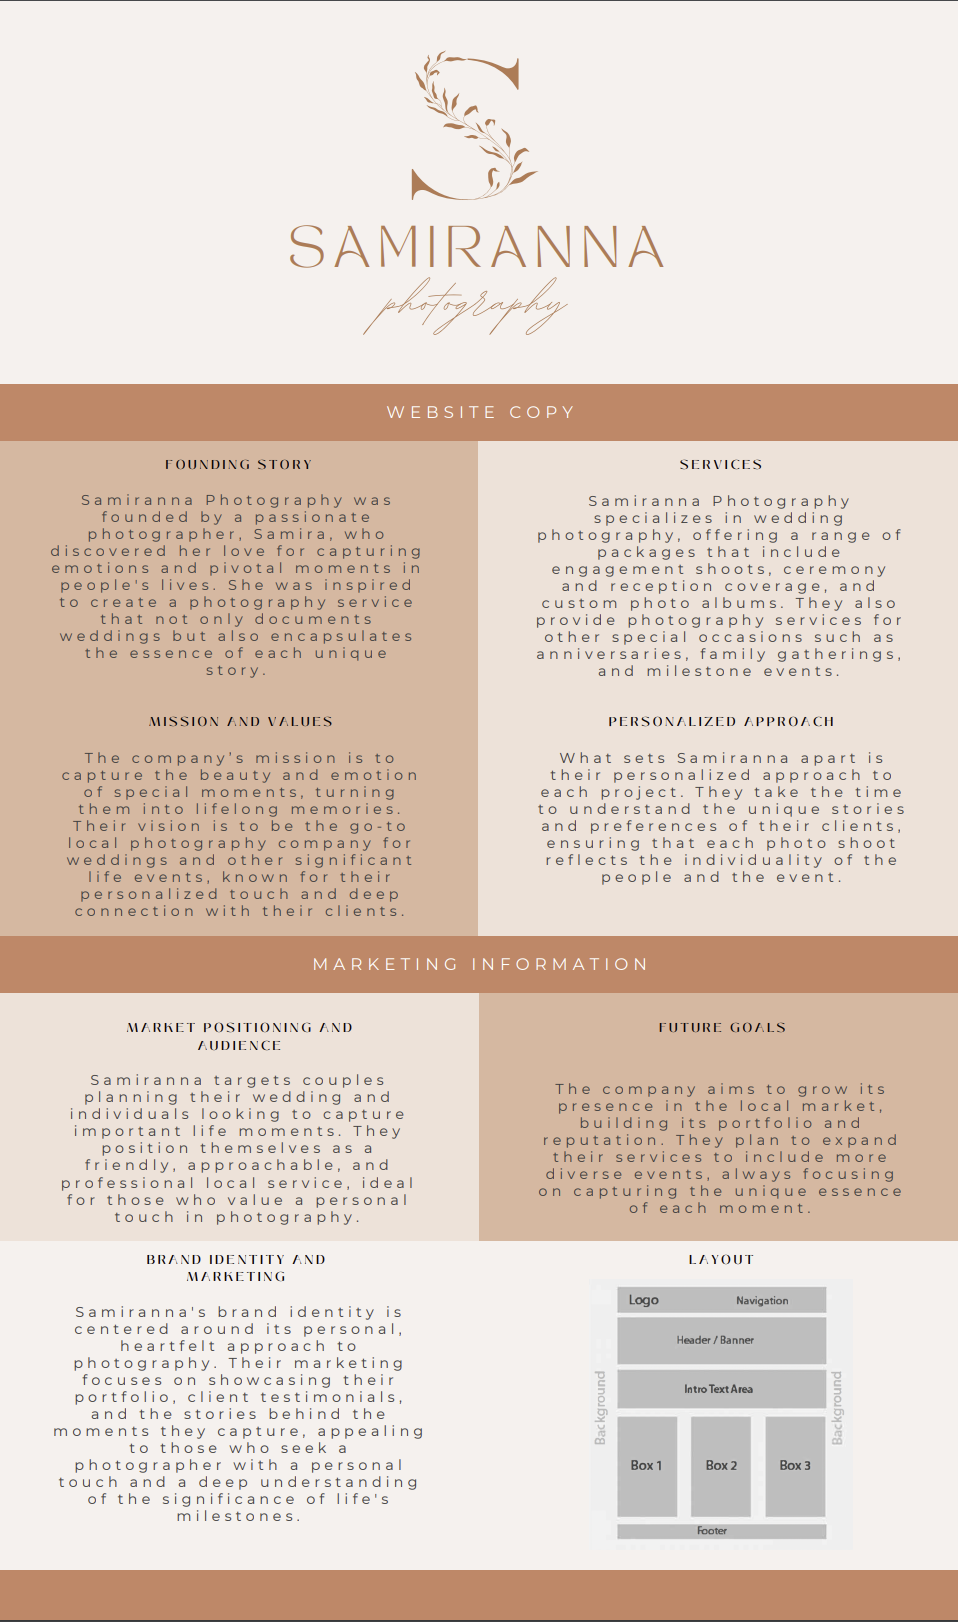 S
SAMIRANNA
photography
WEBSITE COPY
FOUNDING STORY
Samiranna Photography was
founded by a passionate
photographer, Samira, who
discovered her love for capturing
emotions and pivotal moments in
people's lives. She was inspired
to create a photography service
that not only documents
weddings but also encapsulates
the essence of each unique
story.
MISSION AND VALUES
The company's mission is to
capture the beauty and emotion
of special moments, turning
them into lifelong memories.
Their vision is to be the go-to
local photography company for
weddings and other significant
life events, known for their
personalized touch and deep
connection with their clients.
SERVICES
Samiranna Photography
specializes in wedding
photography, offering a range of
packages that include
engagement shoots, ceremony
and reception coverage, and
custom photo albums. They also
provide photography services for
other special occasions such as
anniversaries, family gatherings,
and milestone events.
PERSONALIZED APPROACH
What sets Samiranna apart is
their personalized approach to
each project. They take the time
to understand the unique stories
and preferences of their clients,
ensuring that each photo shoot
reflects the individuality of the
people and the event.
MARKETING INFORMATION
MARKET POSITIONING AND
AUDIENCE
Samiranna targets couples
planning their wedding and
individuals looking to capture
important life moments. They
position themselves as a
friendly, approachable, and
professional local service, ideal
for those who value a personal
touch in photography.
FUTURE GOALS
The company aims to grow its
presence in the local market,
building its portfolio and
reputation. They plan to expand
their services to include more
diverse events, always focusing
on capturing the unique essence
of each moment.
BRAND IDENTITY AND
MARKETING
Samiranna's brand identity is
centered around its personal,
heartfelt approach to
photography. Their marketing
focuses on showcasing their
portfolio, client testimonials,
and the stories behind the
moments they capture, appealing
to those who seek a
photographer with a personal
touch and a deep understanding
of the significance of life's
milestones.
LAYOUT
Logo
Navigation
Header / Banner
Intro Text Area
Background
Background
Box 1
Box 2
Box 3
Footer